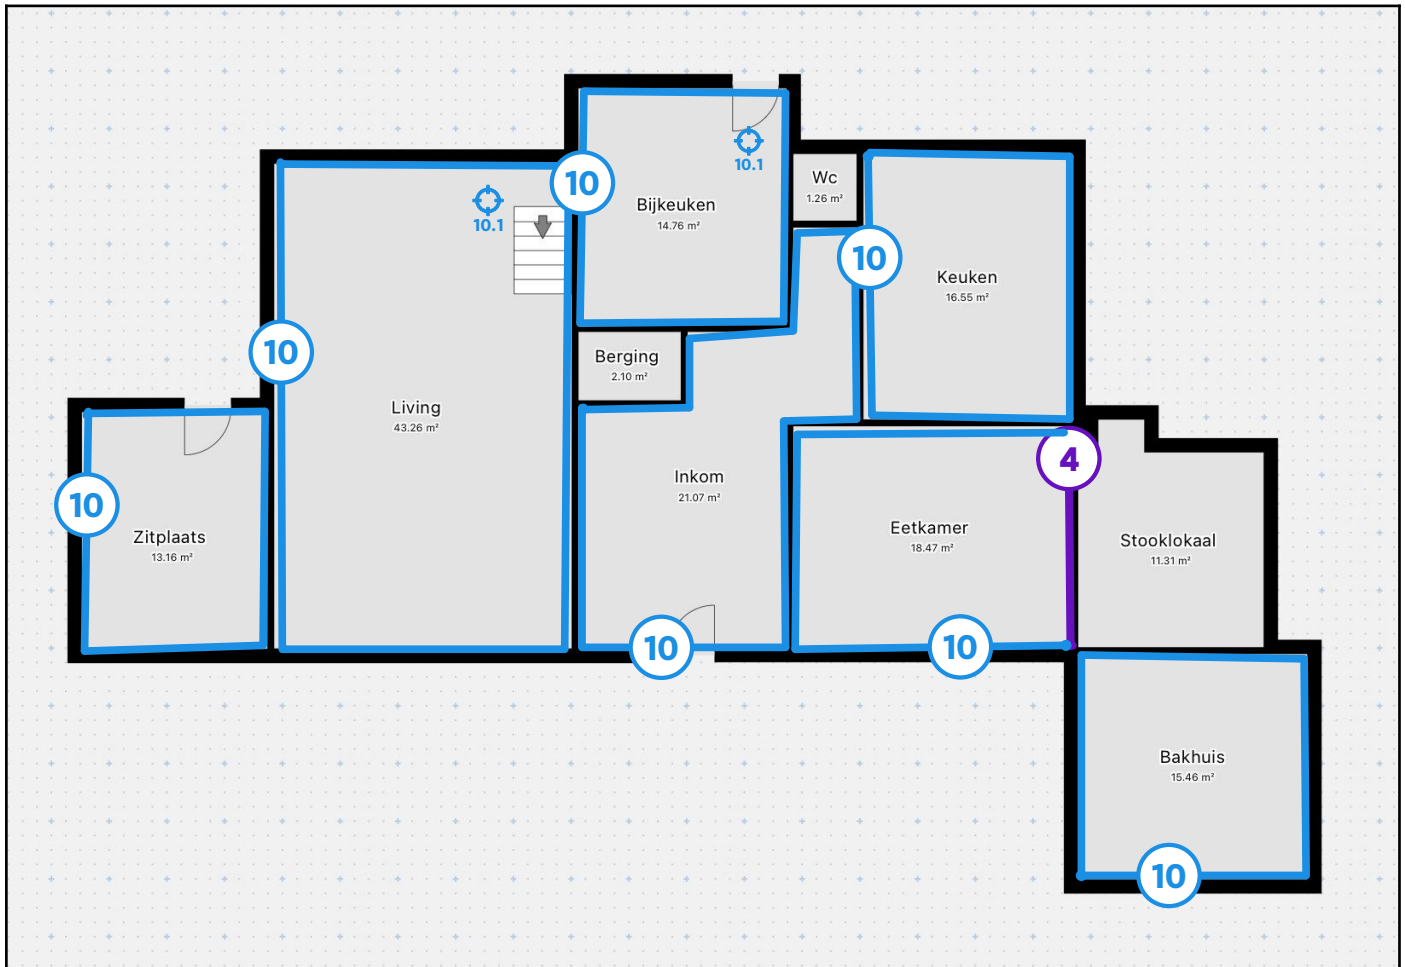 10.1
10
Bijkeuken
14.76 m²
10.1
Wc
1.26 m²
10
Keuken
16.55 m²
10
Living
43.26 m²
Berging
2.10 m²
10
Zitplaats
13.16 m²
Inkom
21.07 m²
4
Eetkamer
18.47 m²
Stooklokaal
11.31 m²
10
10
Bakhuis
15.46 m²
10